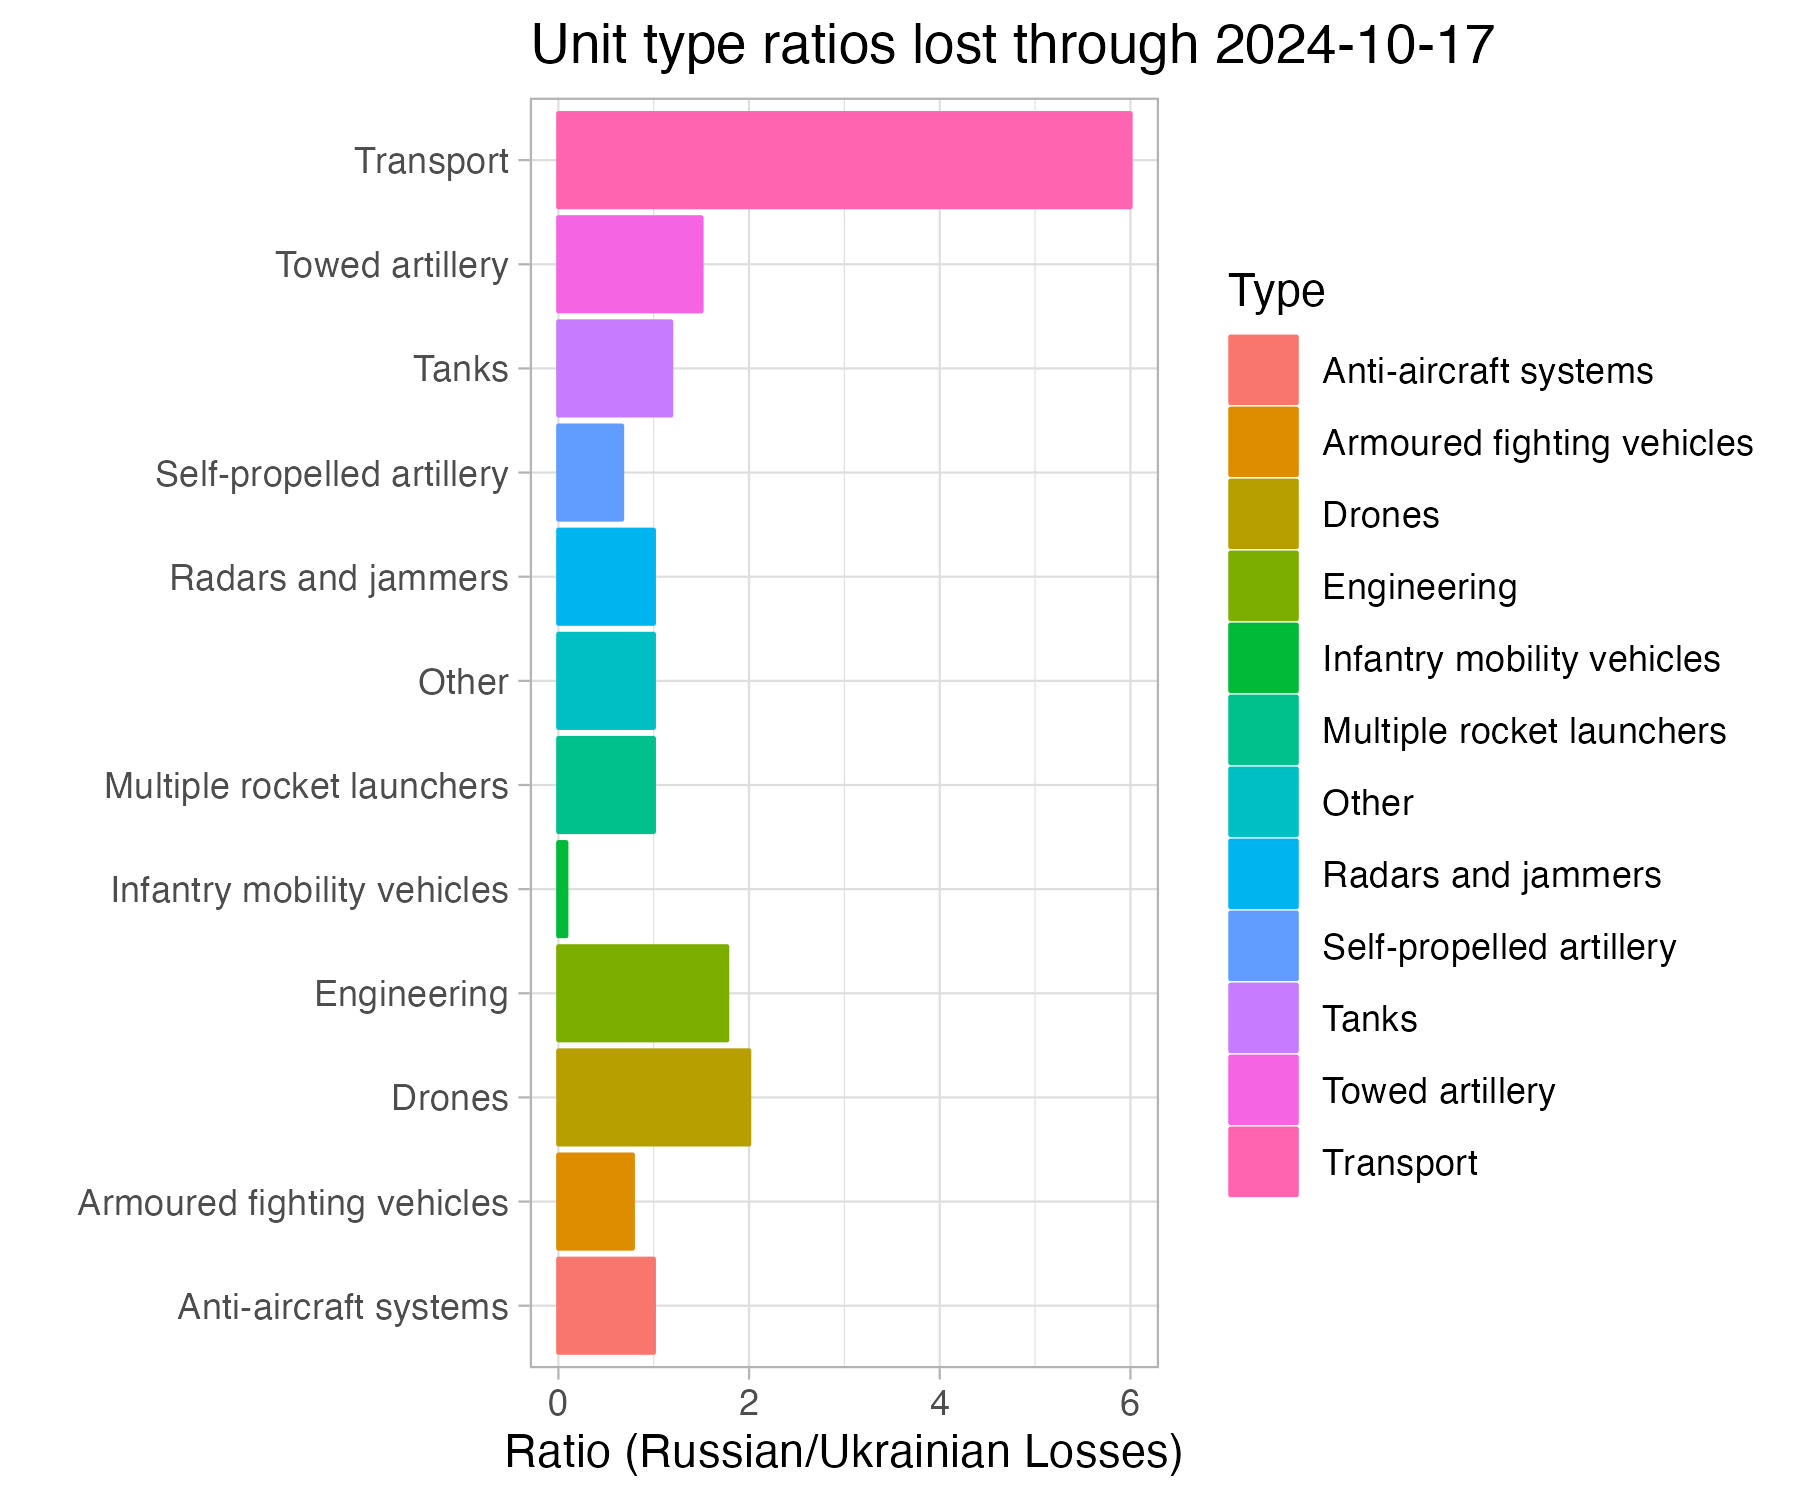 Unit type ratios lost through 2024-10-17
Transport
Towed artillery
Tanks
Self-propelled artillery
Radars and jammers
Other
Multiple rocket launchers
Infantry mobility vehicles
Engineering
Drones
Armoured fighting vehicles
Anti-aircraft systems
0 2 4 6
Ratio (Russian/Ukrainian Losses)
Type
Anti-aircraft systems
Armoured fighting vehicles
Drones
Engineering
Infantry mobility vehicles
Multiple rocket launchers
Other
Radars and jammers
Self-propelled artillery
Tanks
Towed artillery
Transport